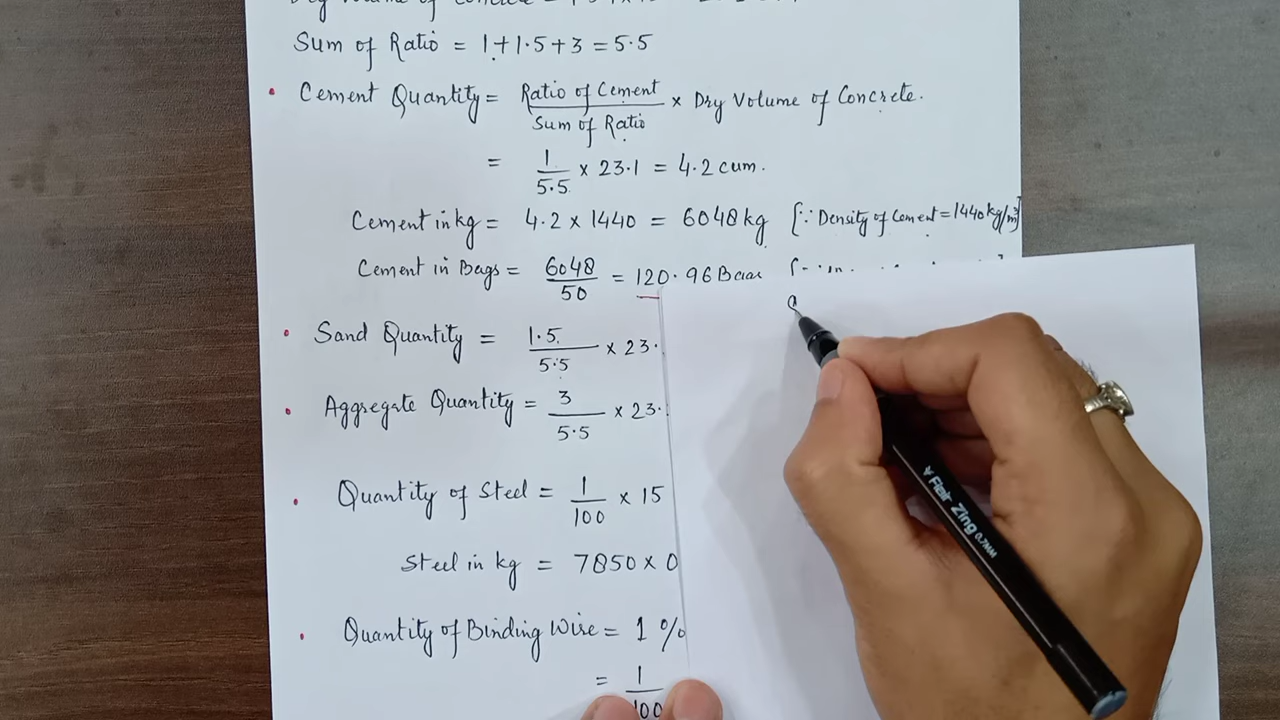 Sum of Ratio = 1+1.5+3 = 5.5
• Cement Quantity = Ratio of Cement / Sum of Ratio × Dry Volume of Concrete.
= 1/5.5 × 23.1 = 4.2 cum.
Cement in kg = 4.2 × 1440 = 6048 kg [∵ Density of Cement = 1440 kg/m³]
Cement in Bags = 6048/50 = 120.96
• Sand Quantity = 1.5/5.5 × 23.
• Aggregate Quantity = 3/5.5 × 23.
• Quantity of Steel = 1/100 × 15
Steel in kg = 7850 × 0
• Quantity of Binding Wire = 1 %
= 1/100
Flair Zing 0.7MM